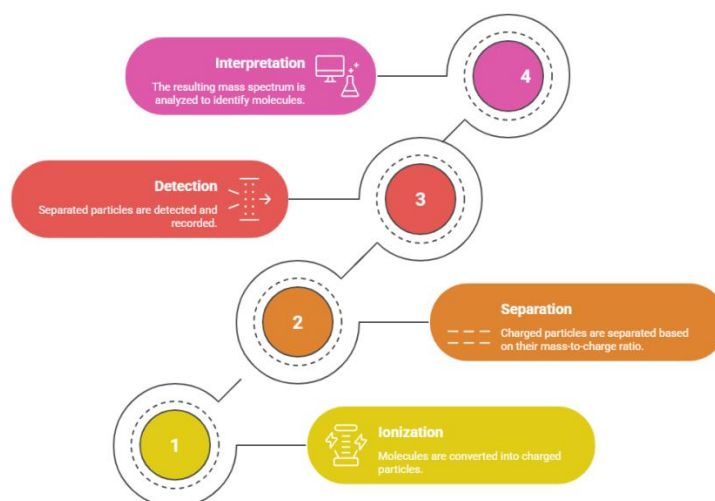 Interpretation
The resulting mass spectrum is
analyzed to identify molecules.
4
Detection
Separated particles are detected and
recorded.
3
2
Separation
Charged particles are separated based
on their mass-to-charge ratio.
1
Ionization
Molecules are converted into charged
particles.